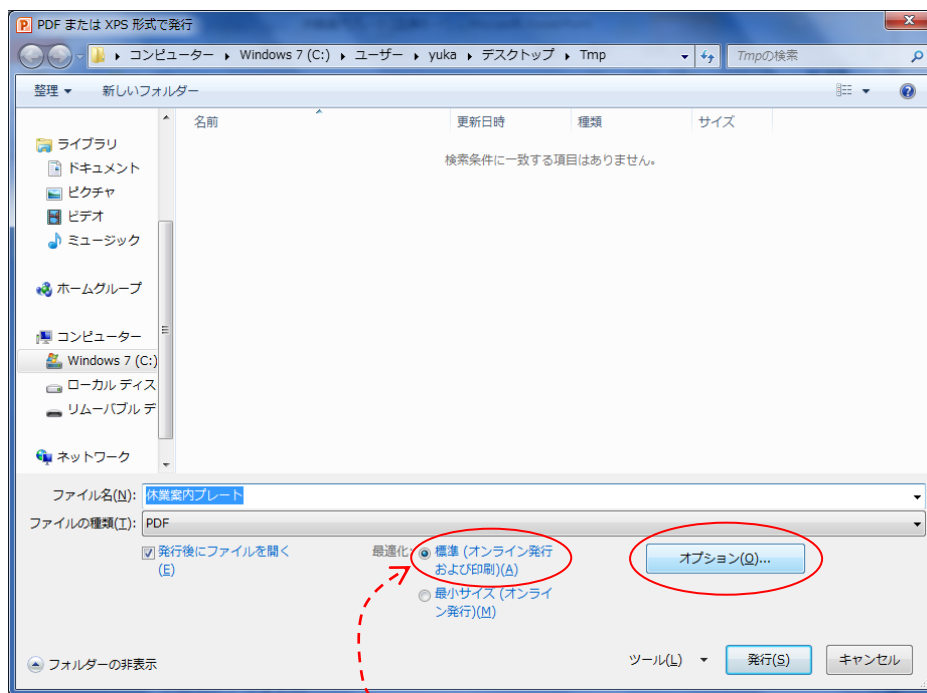 PDF または XPS 形式で発行
コンピューター ▸ Windows 7 (C:) ▸ ユーザー ▸ yuka ▸ デスクトップ ▸ Tmp
Tmpの検索
整理 新しいフォルダー
名前 更新日時 種類 サイズ
検索条件に一致する項目はありません。
ライブラリ
ドキュメント
ピクチャ
ビデオ
ミュージック
ホームグループ
コンピューター
Windows 7 (C:)
ローカル ディス
リムーバブル デ
ネットワーク
ファイル名(N): 休業案内プレート
ファイルの種類(T): PDF
発行後にファイルを開く
(E)
最適化: 標準 (オンライン発行
および印刷)(A)
最小サイズ (オンライ
ン発行)(M)
オプション(O)...
フォルダーの非表示
ツール(L) 発行(S) キャンセル